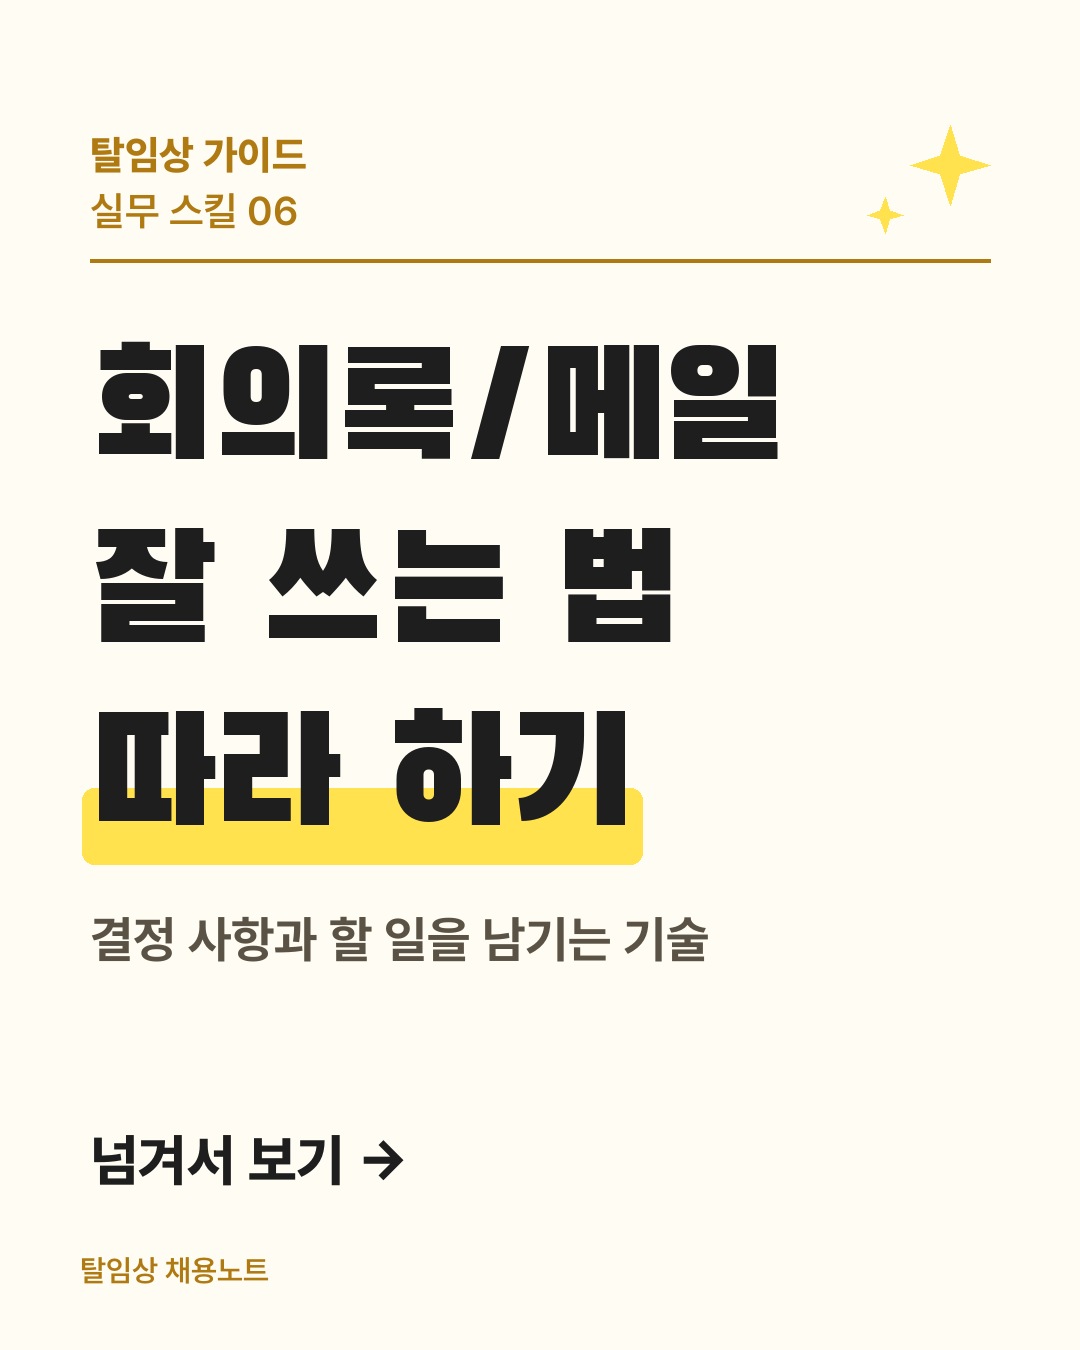 탈임상 가이드
실무 스킬 06
회의록/메일
잘 쓰는 법
따라 하기
결정 사항과 할 일을 남기는 기술
넘겨서 보기 →
탈임상 채용노트